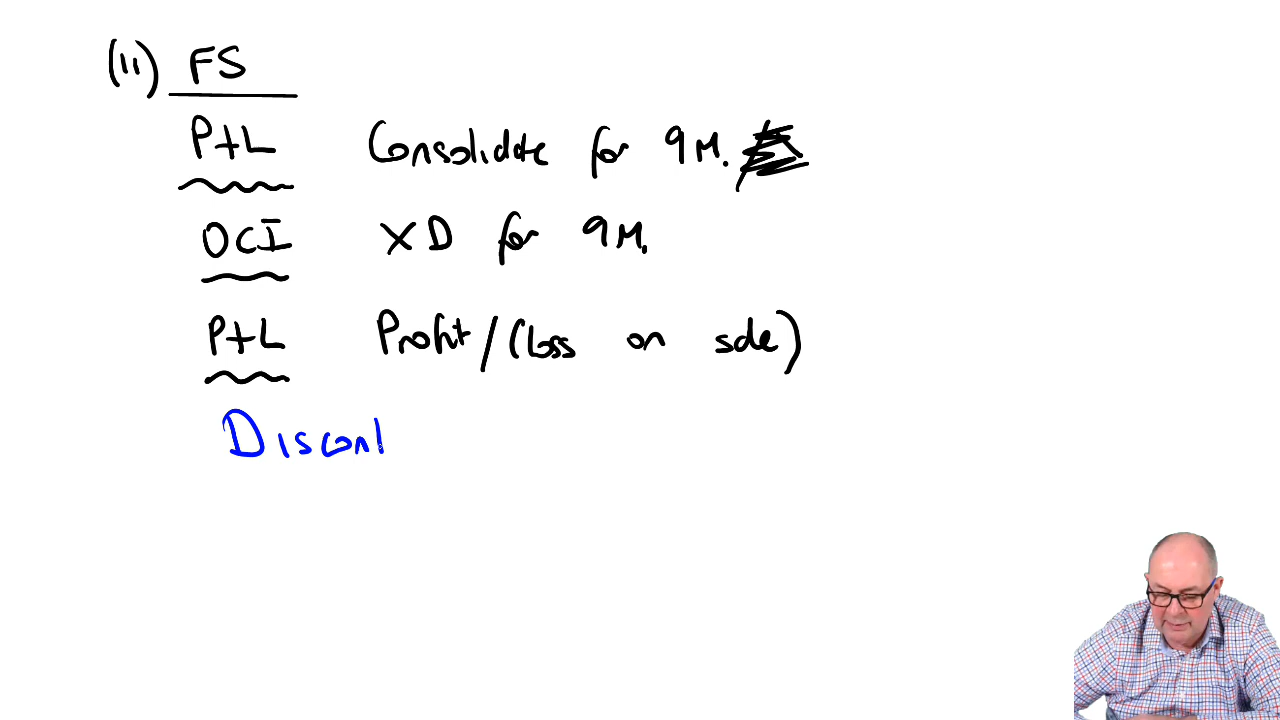 (ii) FS
P+L Consolidate for 9M.
OCI XD for 9M.
P+L Profit/(loss on sale)
Discont